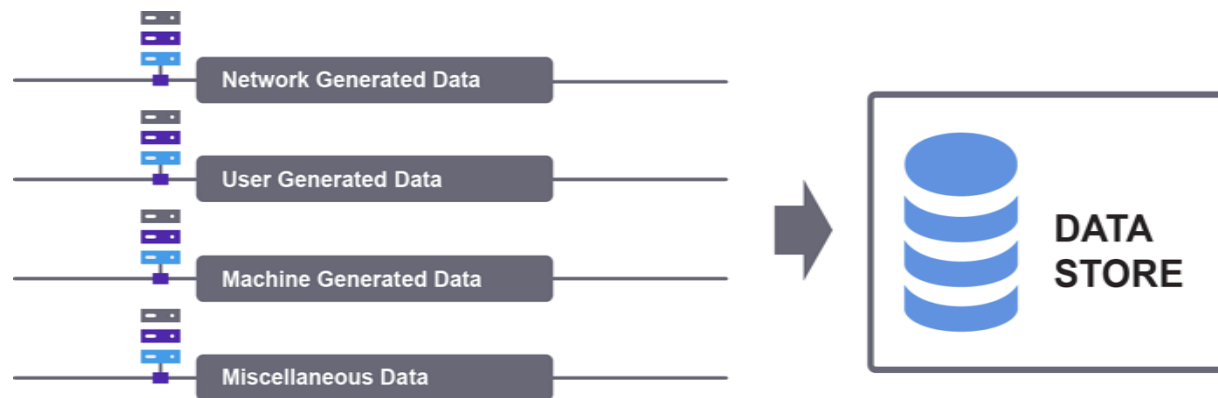 Network Generated Data
User Generated Data
Machine Generated Data
Miscellaneous Data
DATA
STORE